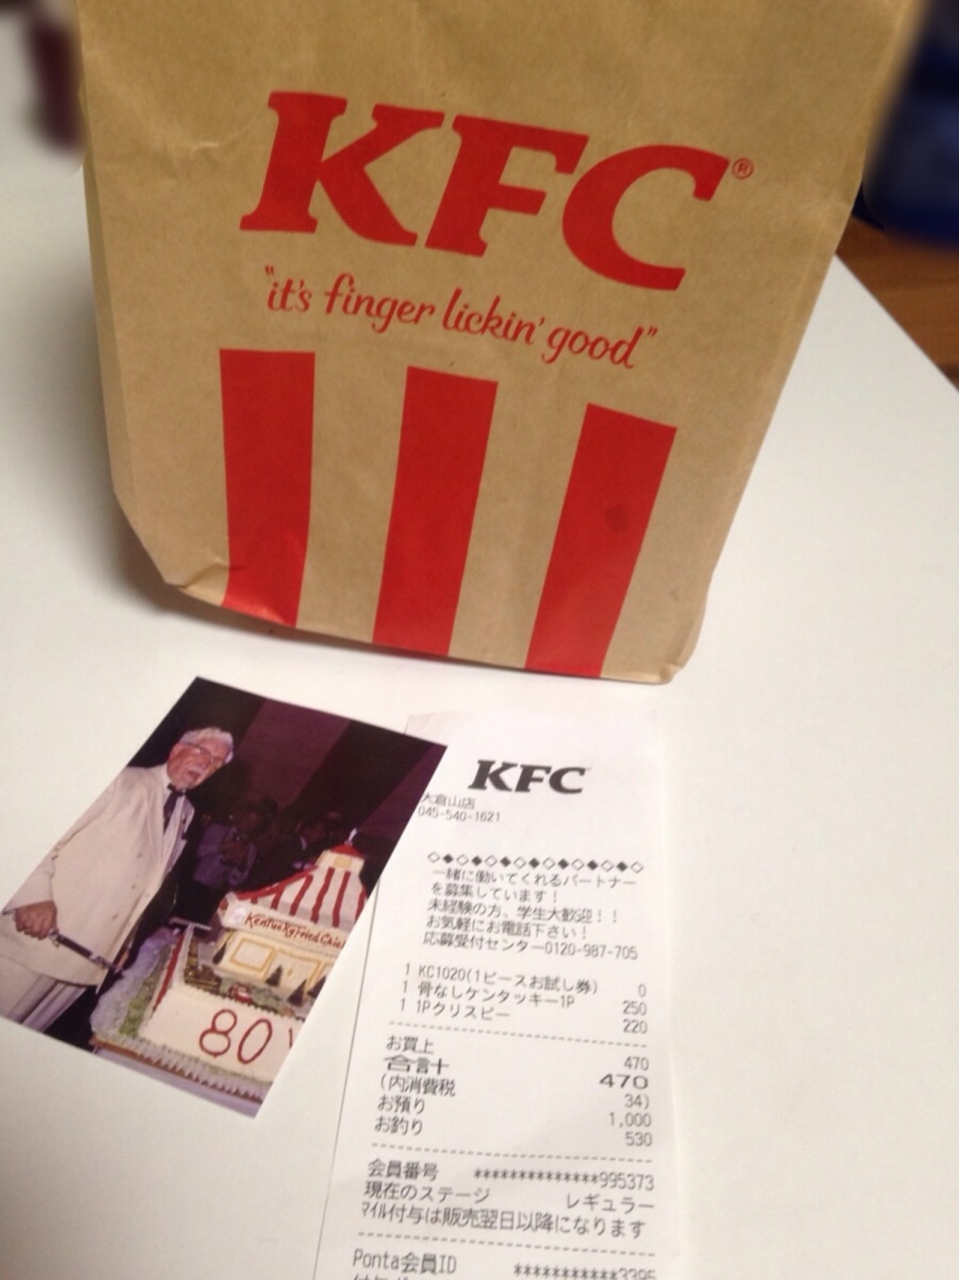 KFC®
"it's finger lickin' good"
Kentucky Fried Chick
80
KFC
大倉山店
045-540-1621
◇◆◇◆◇◆◇◆◇◆◇◆◇◆◇
一緒に働いてくれるパートナー
を募集しています！
未経験の方、学生大歓迎！！
お気軽にお電話下さい！
応募受付センター0120-987-705
1 KC1020(1ピースお試し券) 0
1 骨なしケンタッキー1P 250
1 1Pクリスピー 220
お買上 470
合計 470
(内消費税 34)
お預り 1,000
お釣り 530
会員番号 **************995373
現在のステージ レギュラー
ﾏｲﾙ付与は販売翌日以降になります
Ponta会員ID ***********3395